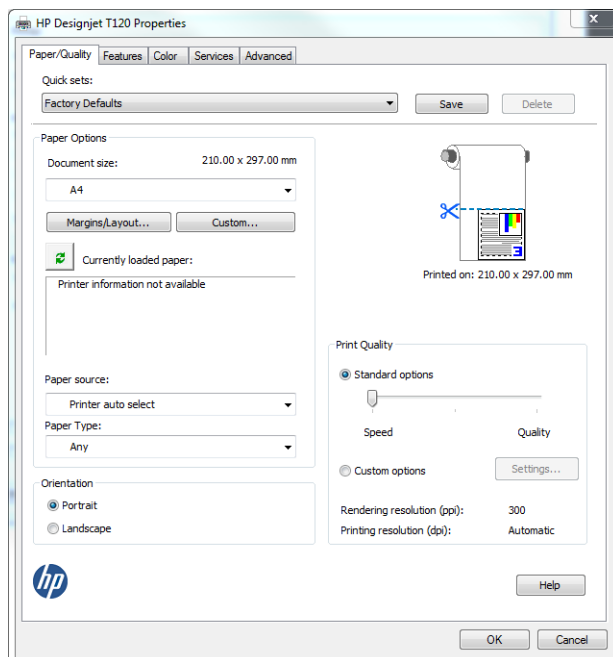 HP Designjet T120 Properties
X
Paper/Quality Features Color Services Advanced
Quick sets:
Factory Defaults
Save
Delete
Paper Options
Document size: 210.00 x 297.00 mm
A4
Margins/Layout... Custom...
Currently loaded paper:
Printer information not available
Paper source:
Printer auto select
Paper Type:
Any
Orientation
Portrait
Landscape
3
Printed on: 210.00 x 297.00 mm
Print Quality
Standard options
Speed Quality
Custom options Settings...
Rendering resolution (ppi): 300
Printing resolution (dpi): Automatic
hp
Help
OK Cancel